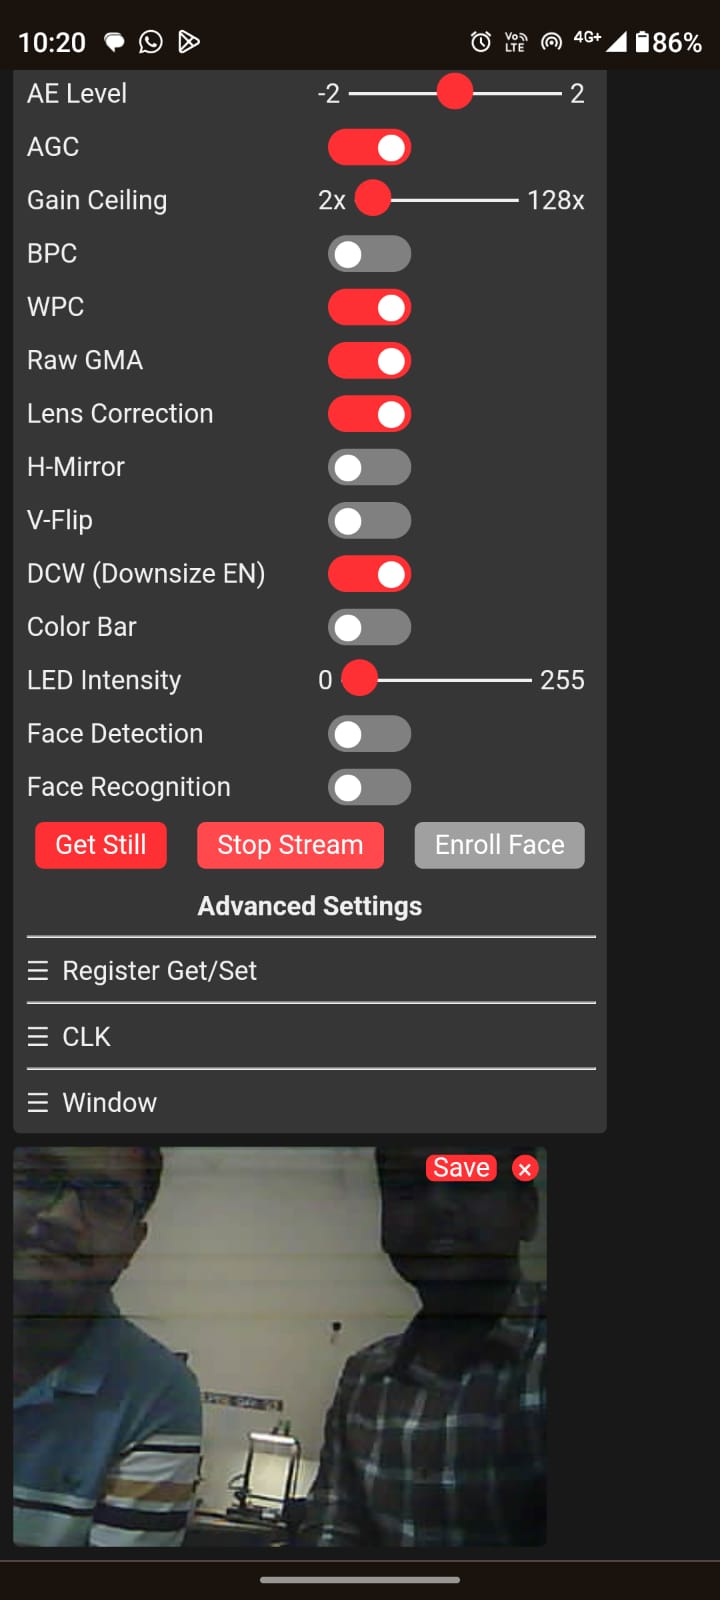 10:20 Vo)) LTE 4G+ 86%
AE Level -2 2
AGC
Gain Ceiling 2x 128x
BPC
WPC
Raw GMA
Lens Correction
H-Mirror
V-Flip
DCW (Downsize EN)
Color Bar
LED Intensity 0 255
Face Detection
Face Recognition
Get Still Stop Stream Enroll Face
Advanced Settings
☰ Register Get/Set
☰ CLK
☰ Window
Save ×